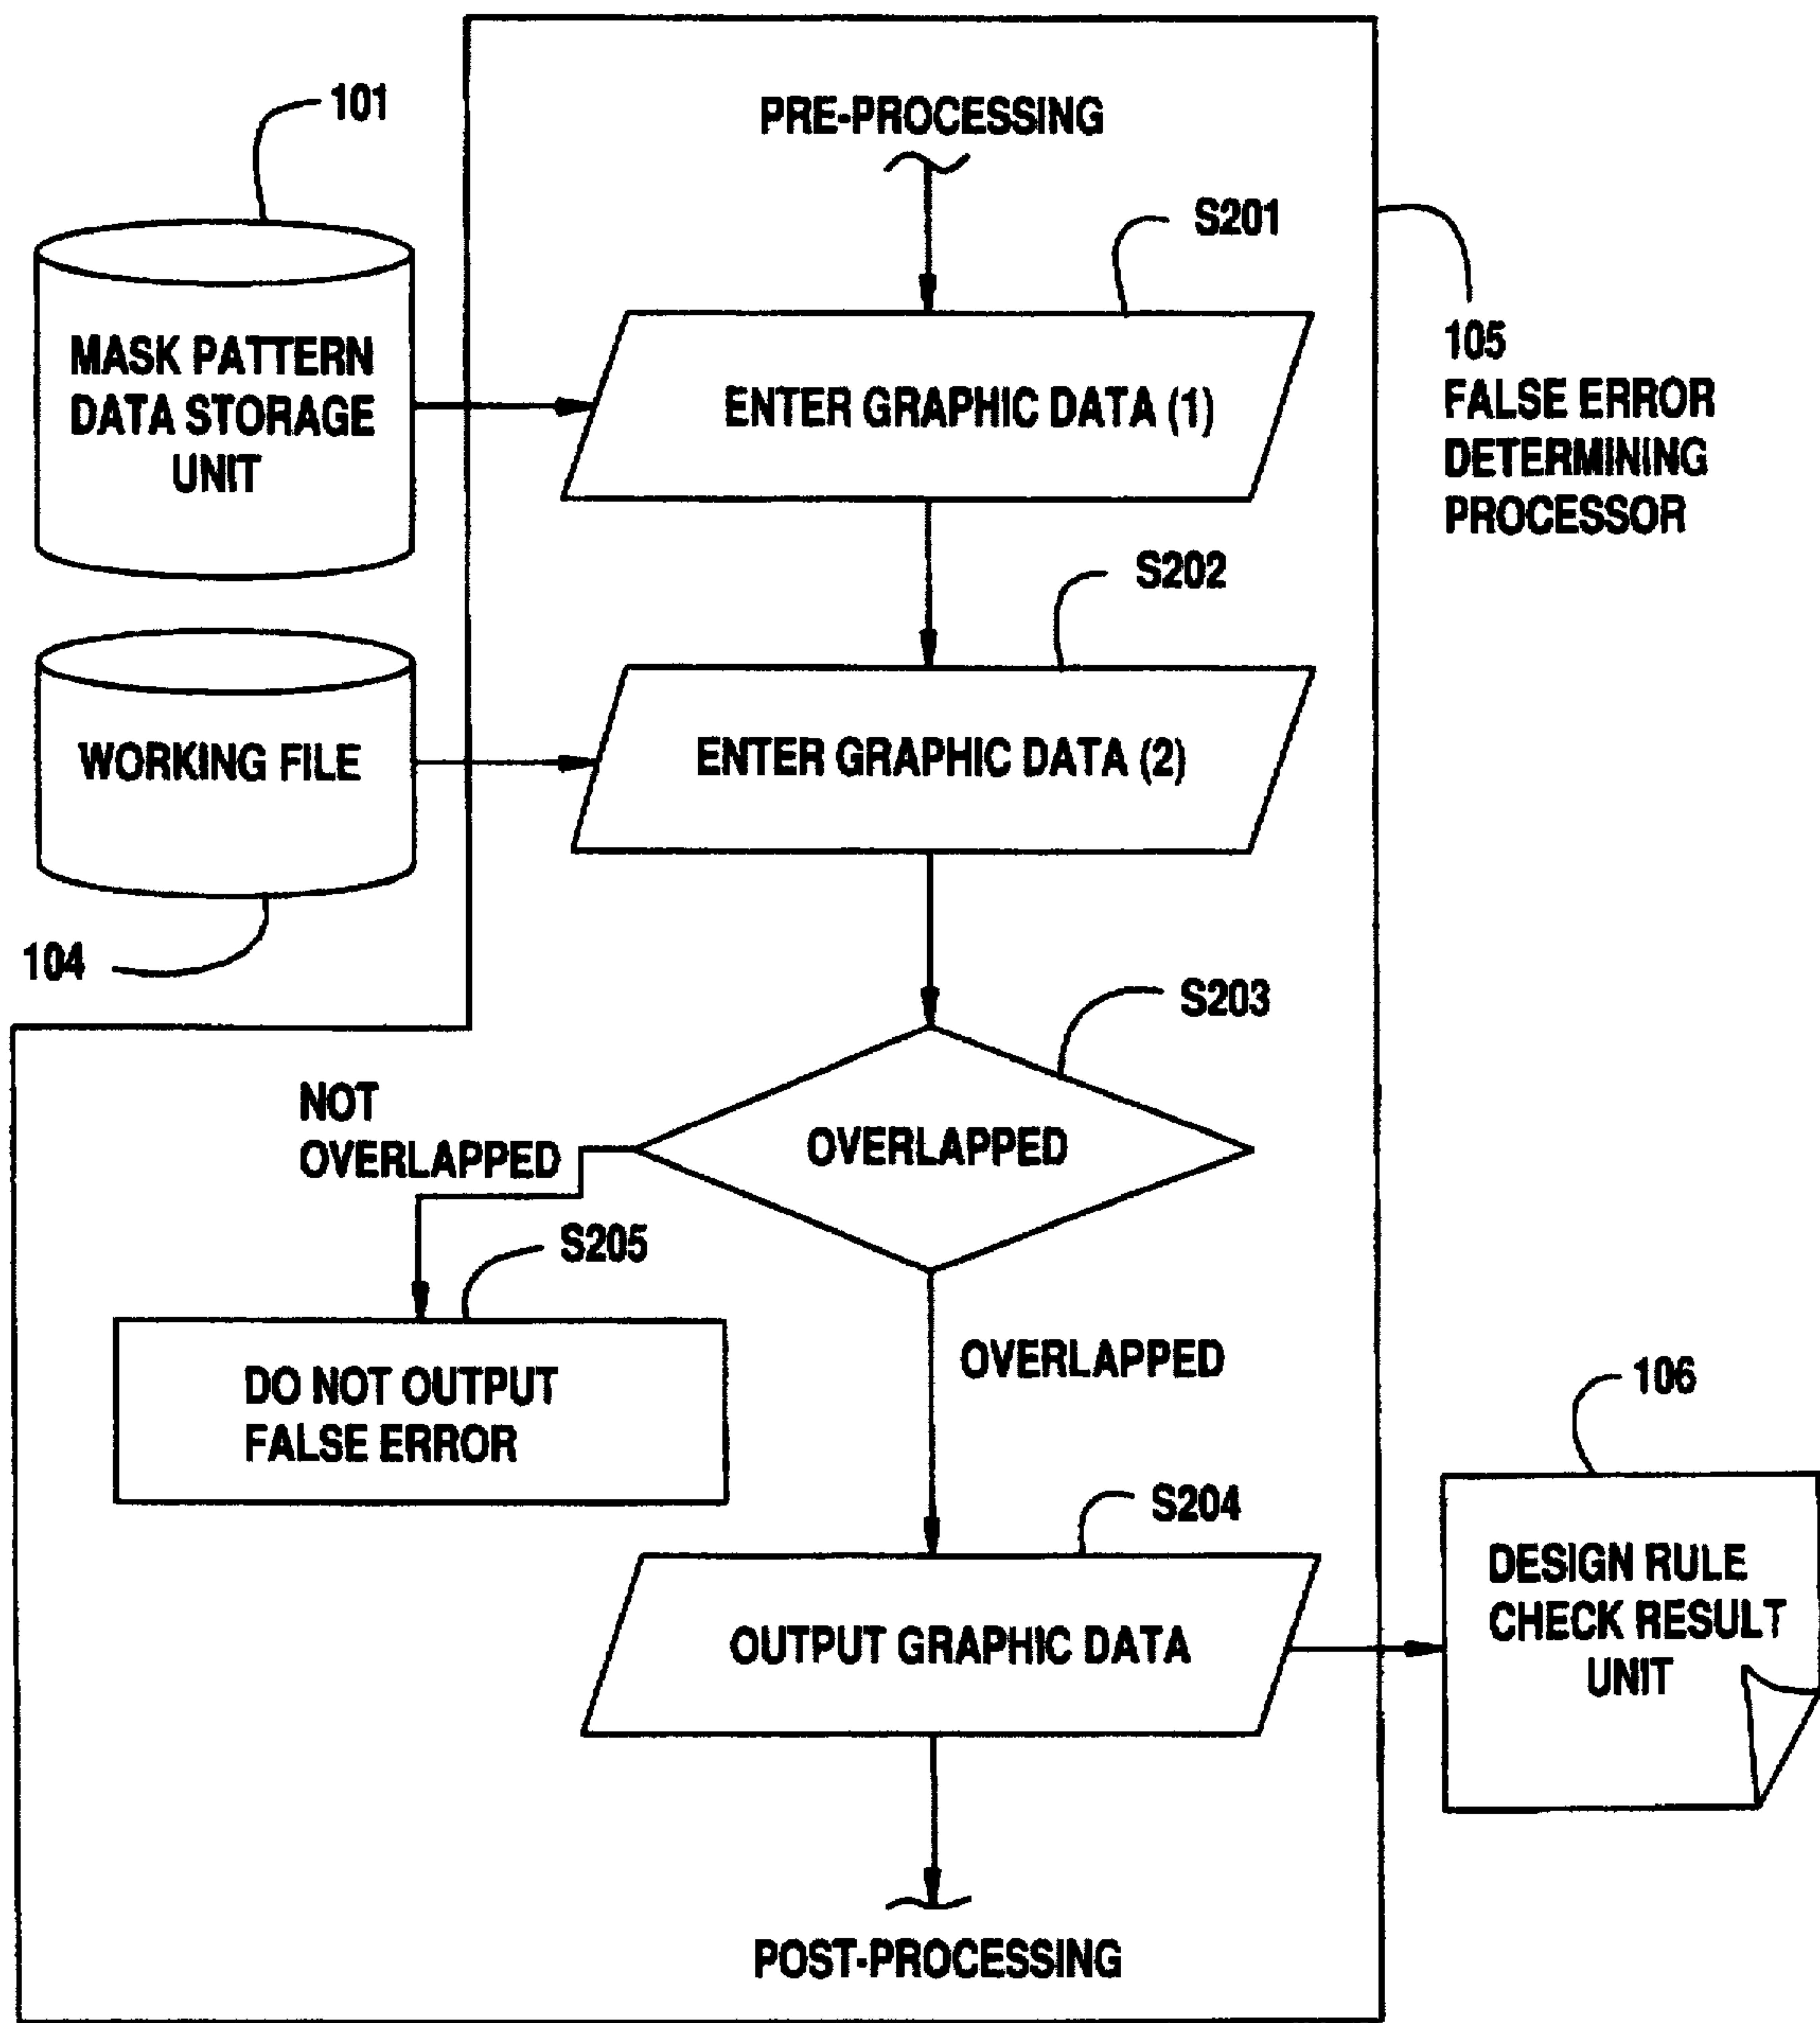 101
PRE-PROCESSING
S201
MASK PATTERN
DATA STORAGE
UNIT
ENTER GRAPHIC DATA (1)
105
FALSE ERROR
DETERMINING
PROCESSOR
S202
WORKING FILE
ENTER GRAPHIC DATA (2)
104
S203
NOT
OVERLAPPED
OVERLAPPED
S205
DO NOT OUTPUT
FALSE ERROR
OVERLAPPED
106
S204
DESIGN RULE
CHECK RESULT
UNIT
OUTPUT GRAPHIC DATA
POST-PROCESSING